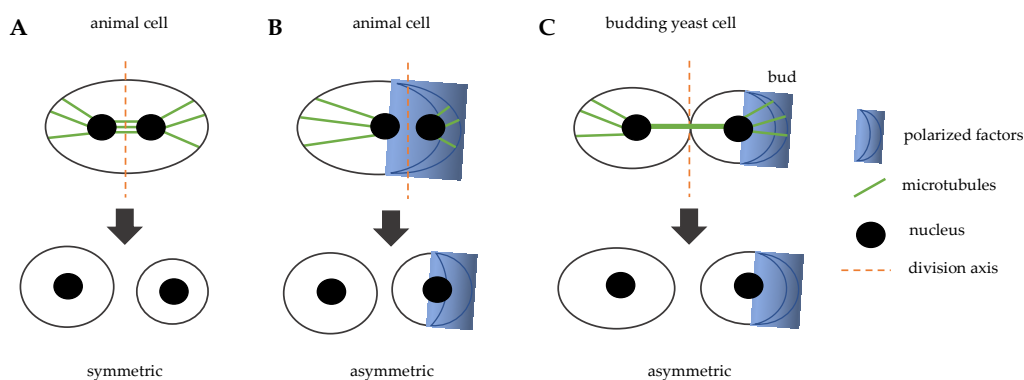 A
animal cell
B
animal cell
C
budding yeast cell
bud
polarized factors
microtubules
nucleus
division axis
symmetric
asymmetric
asymmetric